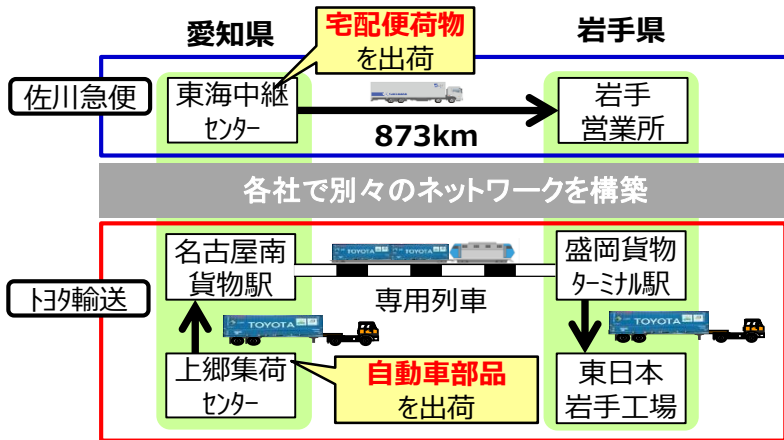 愛知県
宅配便荷物
を出荷
岩手県
佐川急便
東海中継
センター
873km
岩手
営業所
各社で別々のネットワークを構築
トヨタ輸送
名古屋南
貨物駅
専用列車
盛岡貨物
ターミナル駅
TOYOTA
TOYOTA
上郷集荷
センター
自動車部品
を出荷
東日本
岩手工場